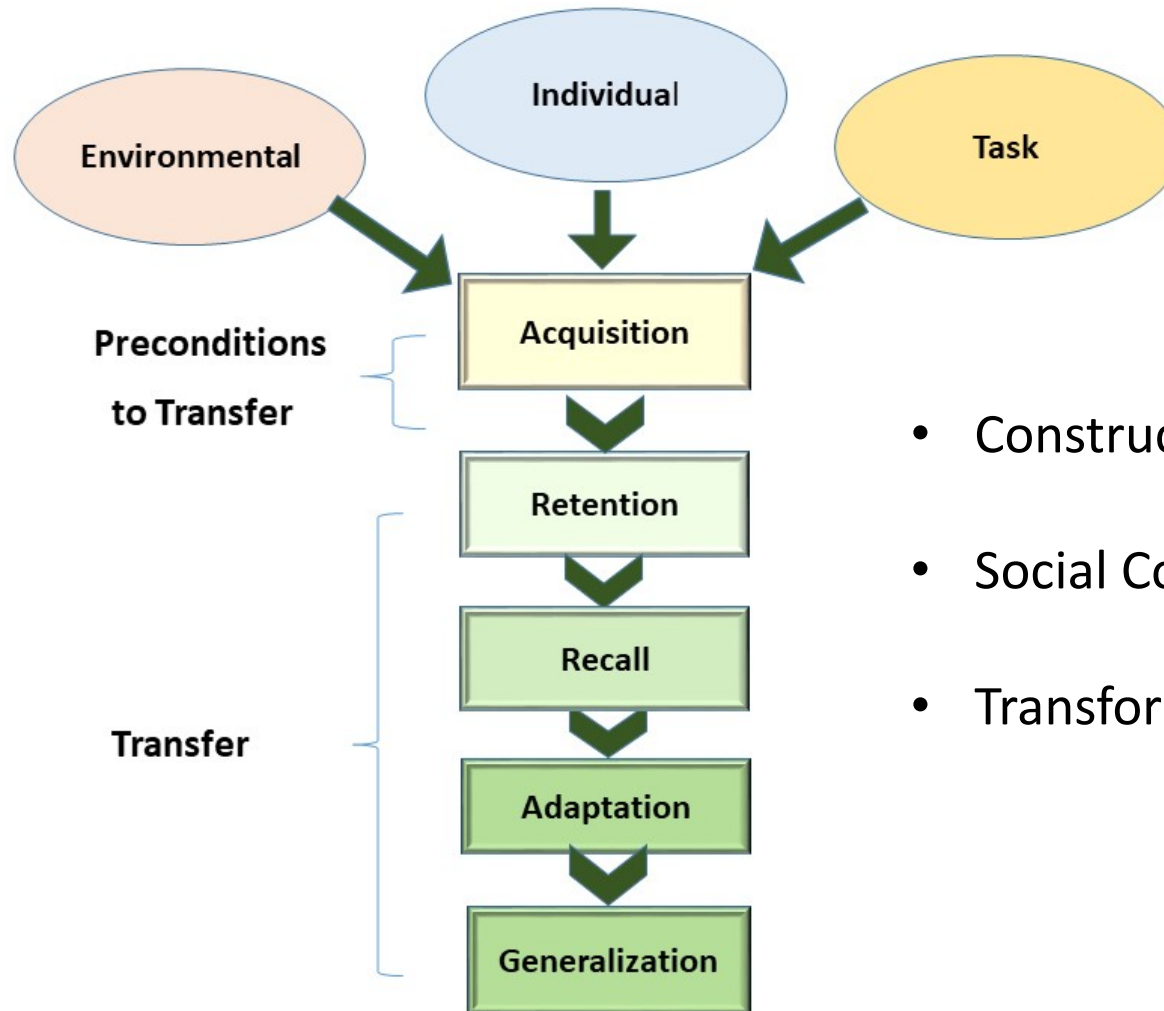 Individual
Environmental
Task
Acquisition
Preconditions
to Transfer
Retention
• Construc
• Social Co
Recall
• Transfor
Transfer
Adaptation
Generalization